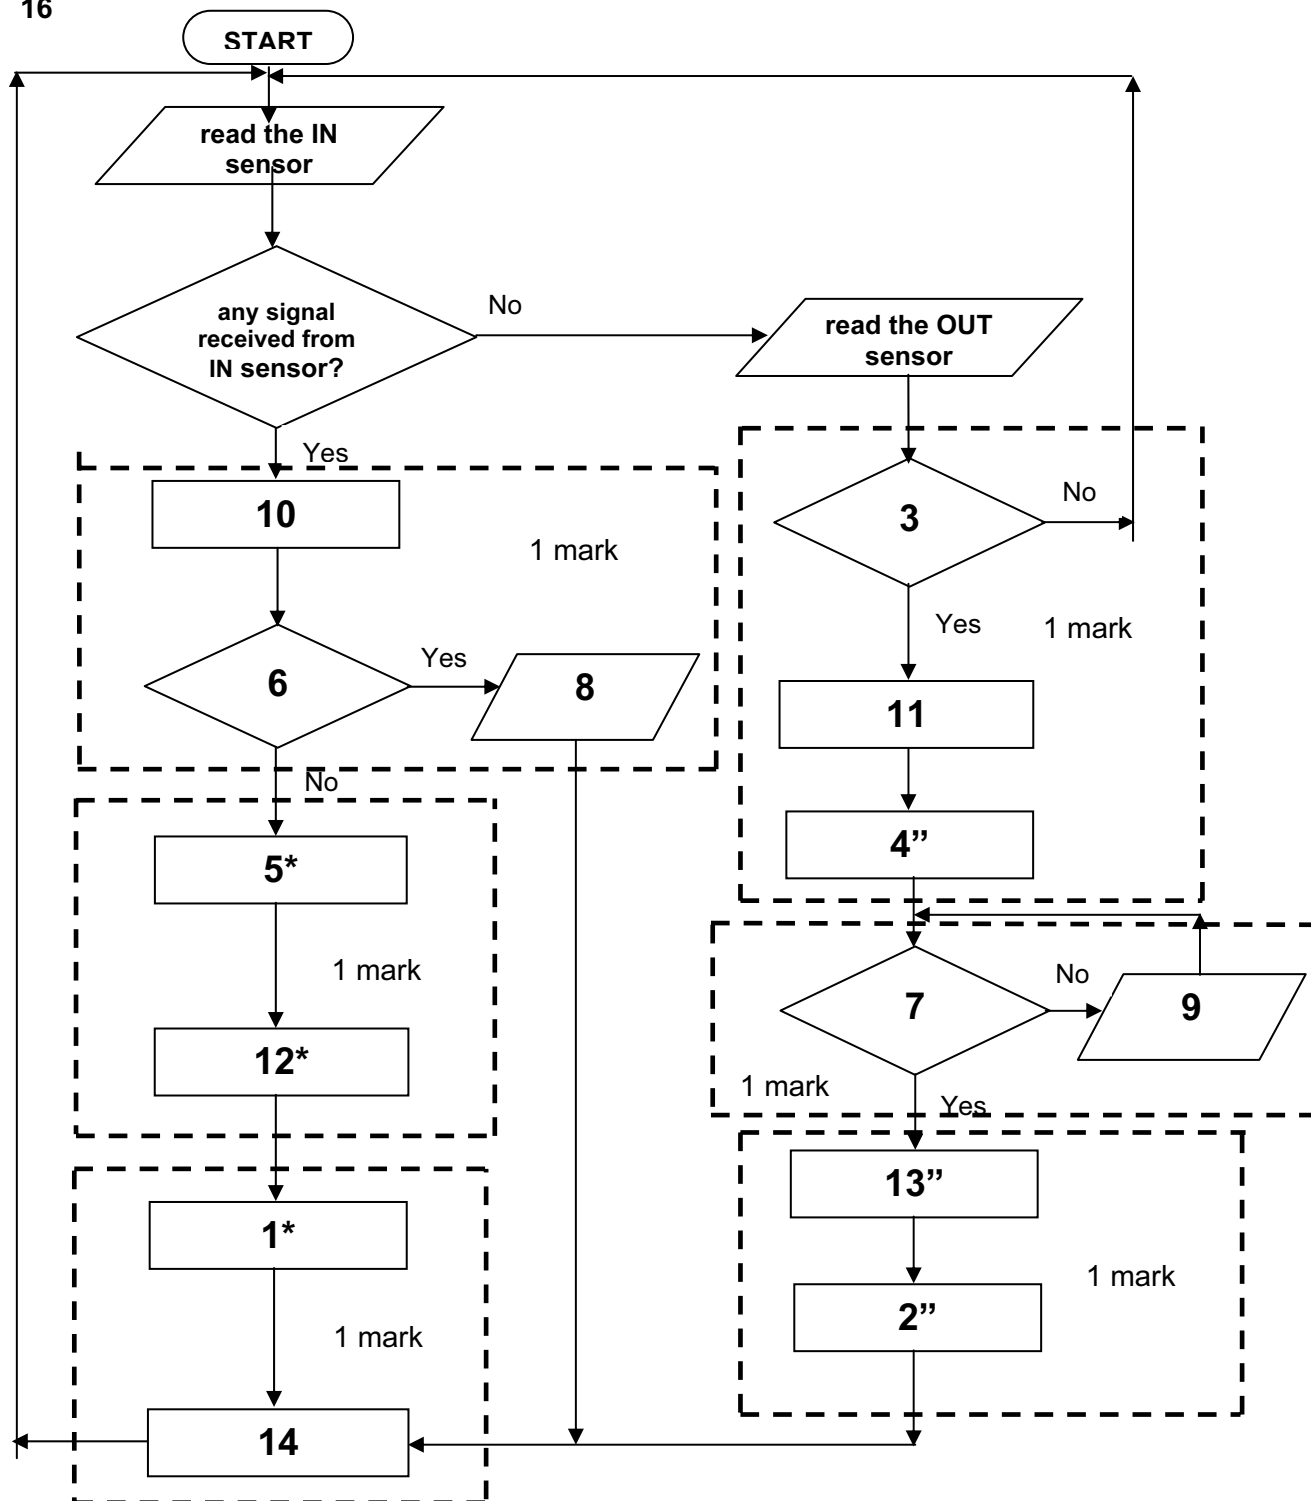 16
START
read the IN
sensor
any signal
received from
IN sensor?
No
read the OUT
sensor
Yes
10
1 mark
3
No
6
Yes
8
Yes
1 mark
11
No
4”
5*
1 mark
12*
7
No
9
1 mark
Yes
13”
1*
1 mark
2”
1 mark
14